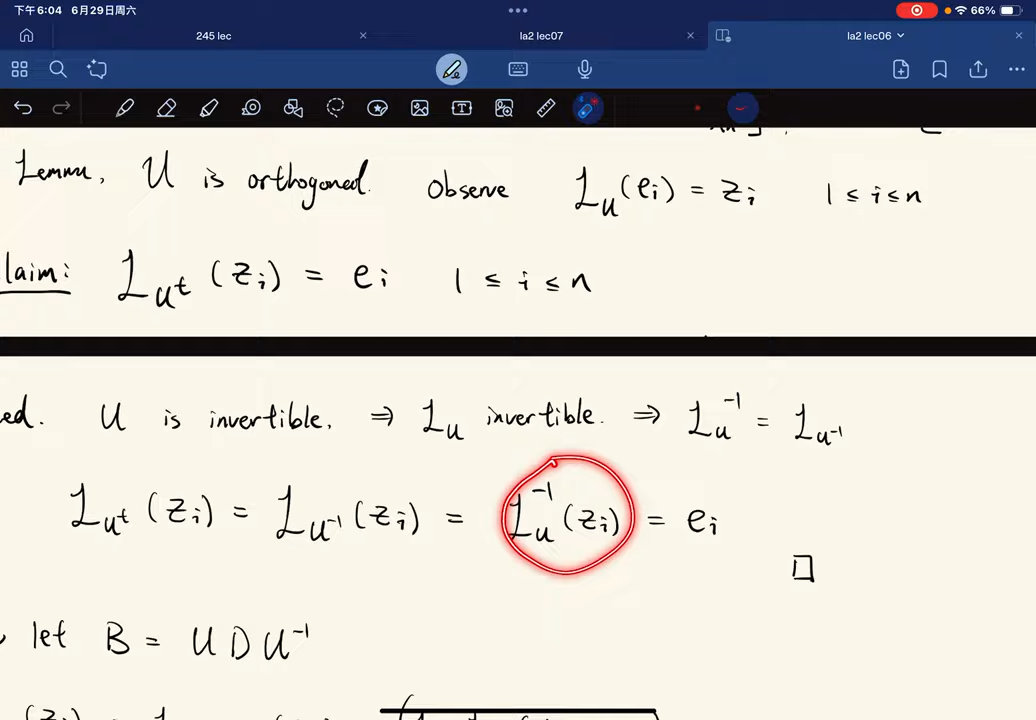 下午6:04 6月29日周六
66%
245 lec
la2 lec07
la2 lec06
Lemma, U is orthogonal. Observe L_U(e_i) = z_i 1 ≤ i ≤ n
laim: L_{U^t}(z_i) = e_i 1 ≤ i ≤ n
ed. U is invertible. ⇒ L_U invertible. ⇒ L_U^{-1} = L_{U^{-1}}
L_{U^t}(z_i) = L_{U^{-1}}(z_i) = L_U^{-1}(z_i) = e_i
□
let B = U D U^{-1}
(z_i) =